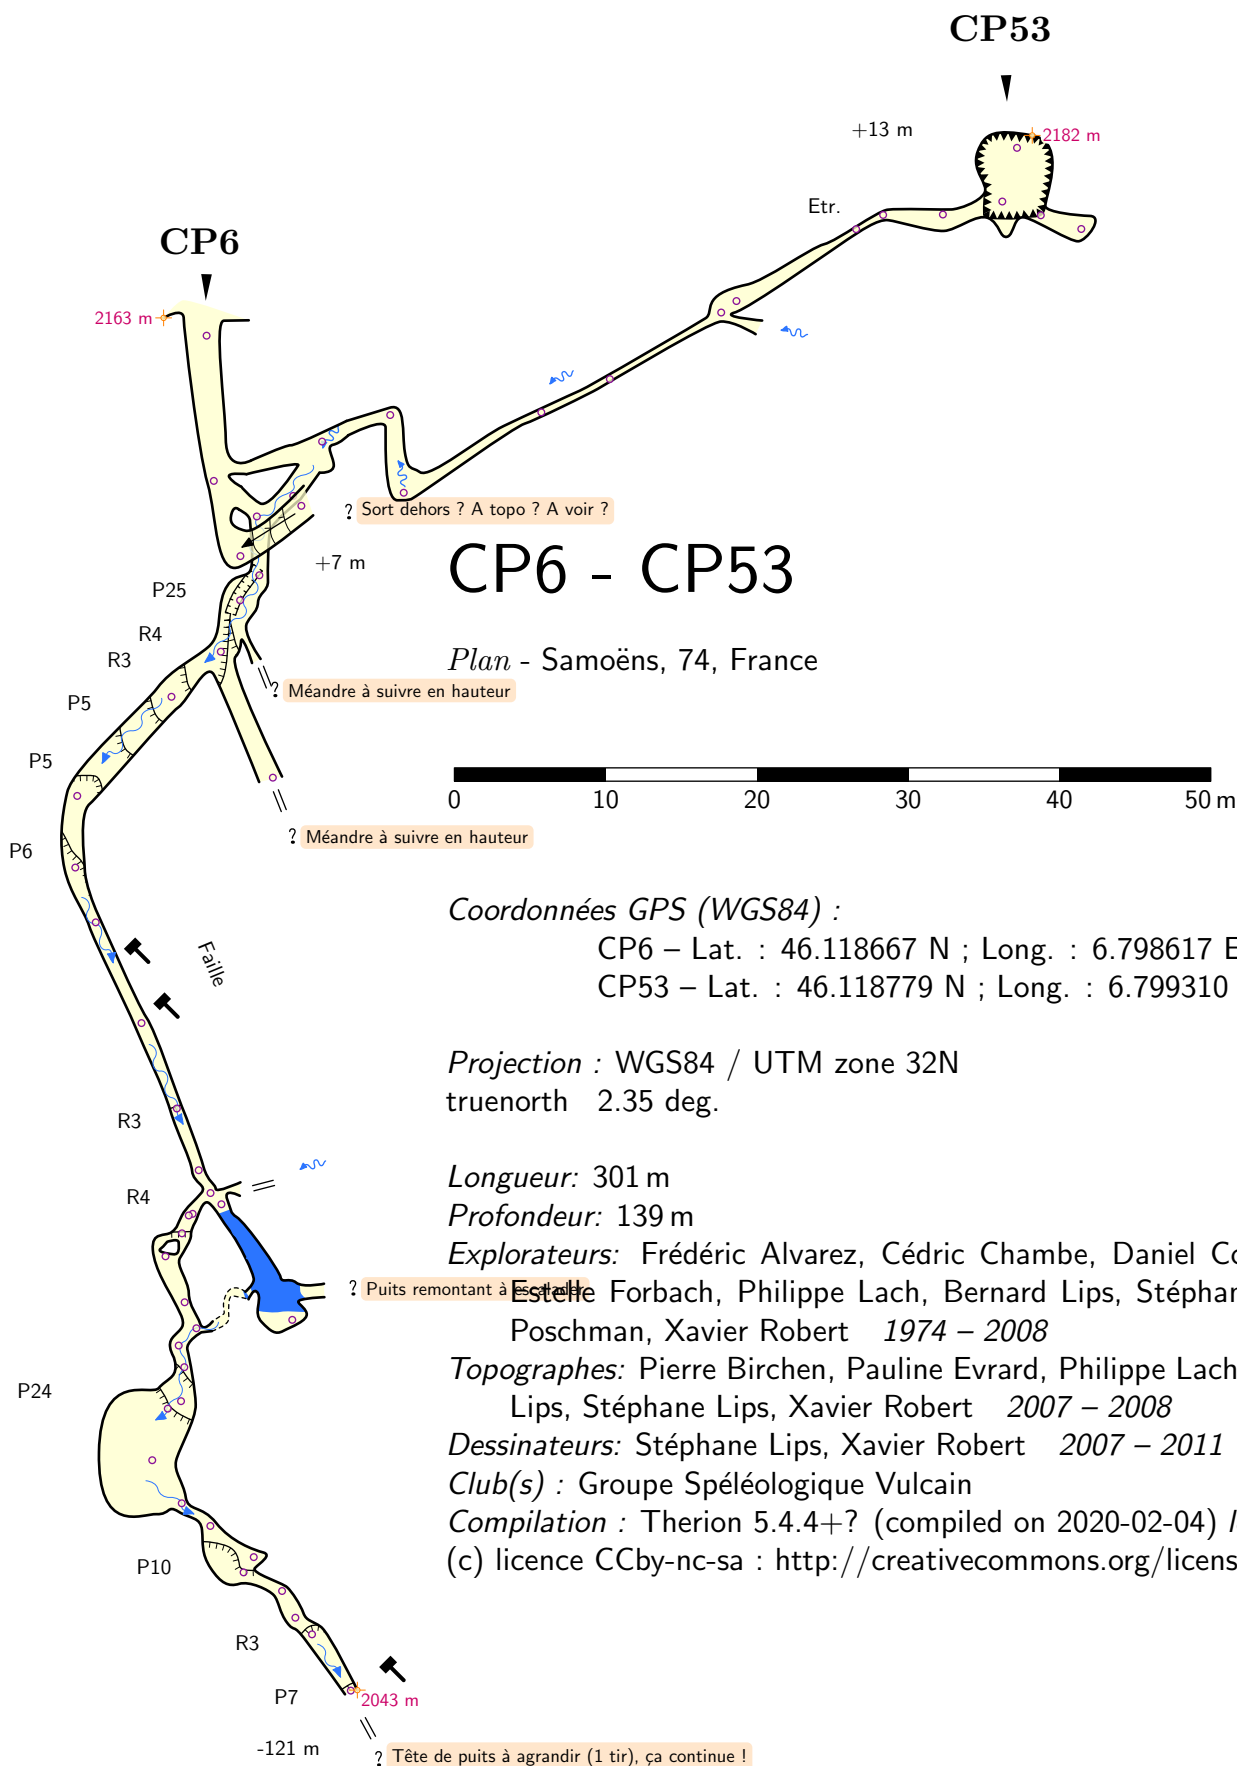 CP53
+13 m
2182 m
Etr.
CP6
2163 m
? Sort dehors ? A topo ? A voir ?
+7 m
CP6 - CP53
P25
R4
Plan - Samoëns, 74, France
R3
? Méandre à suivre en hauteur
P5
P5
0 10 20 30 40 50 m
? Méandre à suivre en hauteur
P6
Coordonnées GPS (WGS84) :
CP6 – Lat. : 46.118667 N ; Long. : 6.798617 E
CP53 – Lat. : 46.118779 N ; Long. : 6.799310
Faille
Projection : WGS84 / UTM zone 32N
truenorth 2.35 deg.
R3
Longueur: 301 m
R4
Profondeur: 139 m
Explorateurs: Frédéric Alvarez, Cédric Chambe, Daniel Co
? Puits remontant à escalader
Estelle Forbach, Philippe Lach, Bernard Lips, Stéphan
Poschman, Xavier Robert 1974 – 2008
Topographes: Pierre Birchen, Pauline Evrard, Philippe Lach
P24
Lips, Stéphane Lips, Xavier Robert 2007 – 2008
Dessinateurs: Stéphane Lips, Xavier Robert 2007 – 2011
Club(s) : Groupe Spéléologique Vulcain
Compilation : Therion 5.4.4+? (compiled on 2020-02-04)
(c) licence CCby-nc-sa : http://creativecommons.org/licens
P10
R3
P7
2043 m
-121 m
? Tête de puits à agrandir (1 tir), ça continue !